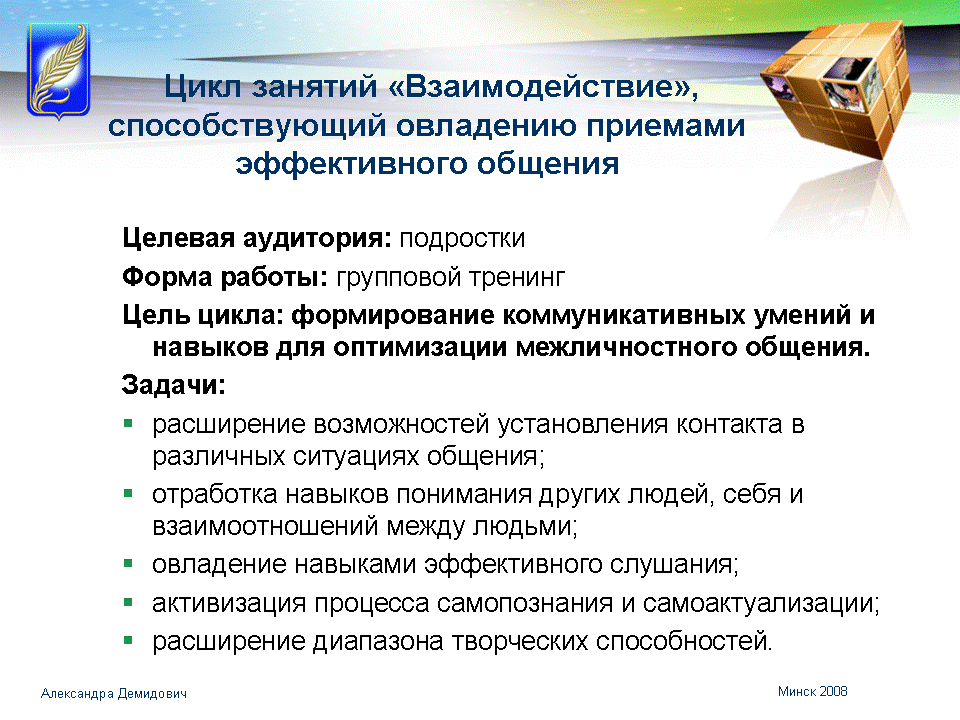 Цикл занятий «Взаимодействие»,
способствующий овладению приемами
эффективного общения
Целевая аудитория: подростки
Форма работы: групповой тренинг
Цель цикла: формирование коммуникативных умений и
навыков для оптимизации межличностного общения.
Задачи:
▪ расширение возможностей установления контакта в
различных ситуациях общения;
▪ отработка навыков понимания других людей, себя и
взаимоотношений между людьми;
▪ овладение навыками эффективного слушания;
▪ активизация процесса самопознания и самоактуализации;
▪ расширение диапазона творческих способностей.
Александра Демидович
Минск 2008